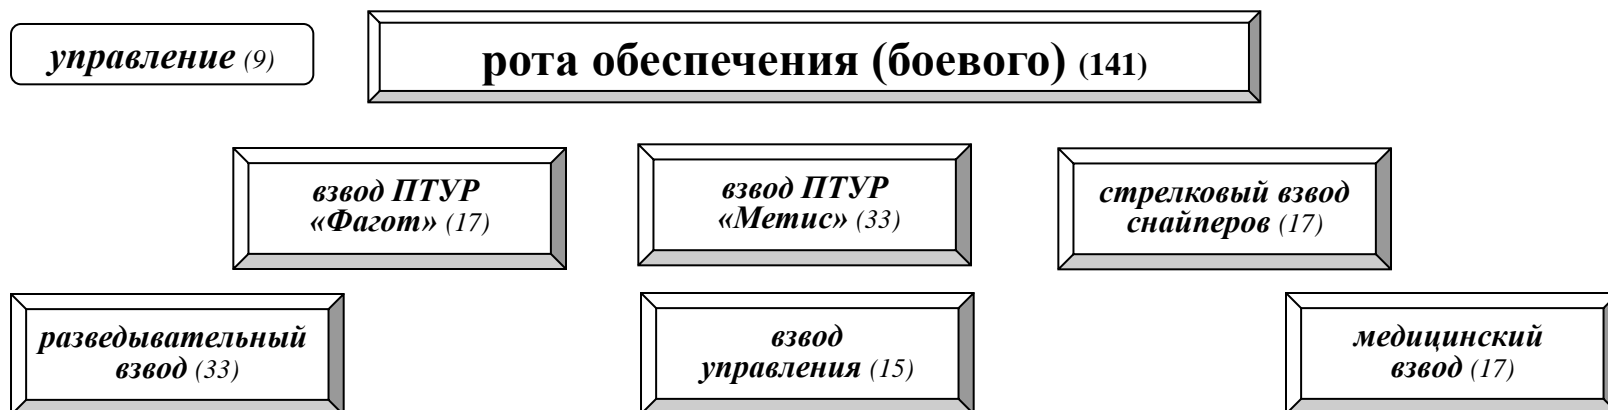 управление (9)
рота обеспечения (боевого) (141)
взвод ПТУР
«Фагот» (17)
взвод ПТУР
«Метис» (33)
стрелковый взвод
снайперов (17)
разведывательный
взвод (33)
взвод
управления (15)
медицинский
взвод (17)